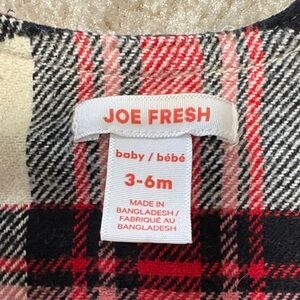 JOE FRESH
baby / bébé
3-6m
MADE IN
BANGLADESH /
FABRIQUÉ AU
BANGLADESH